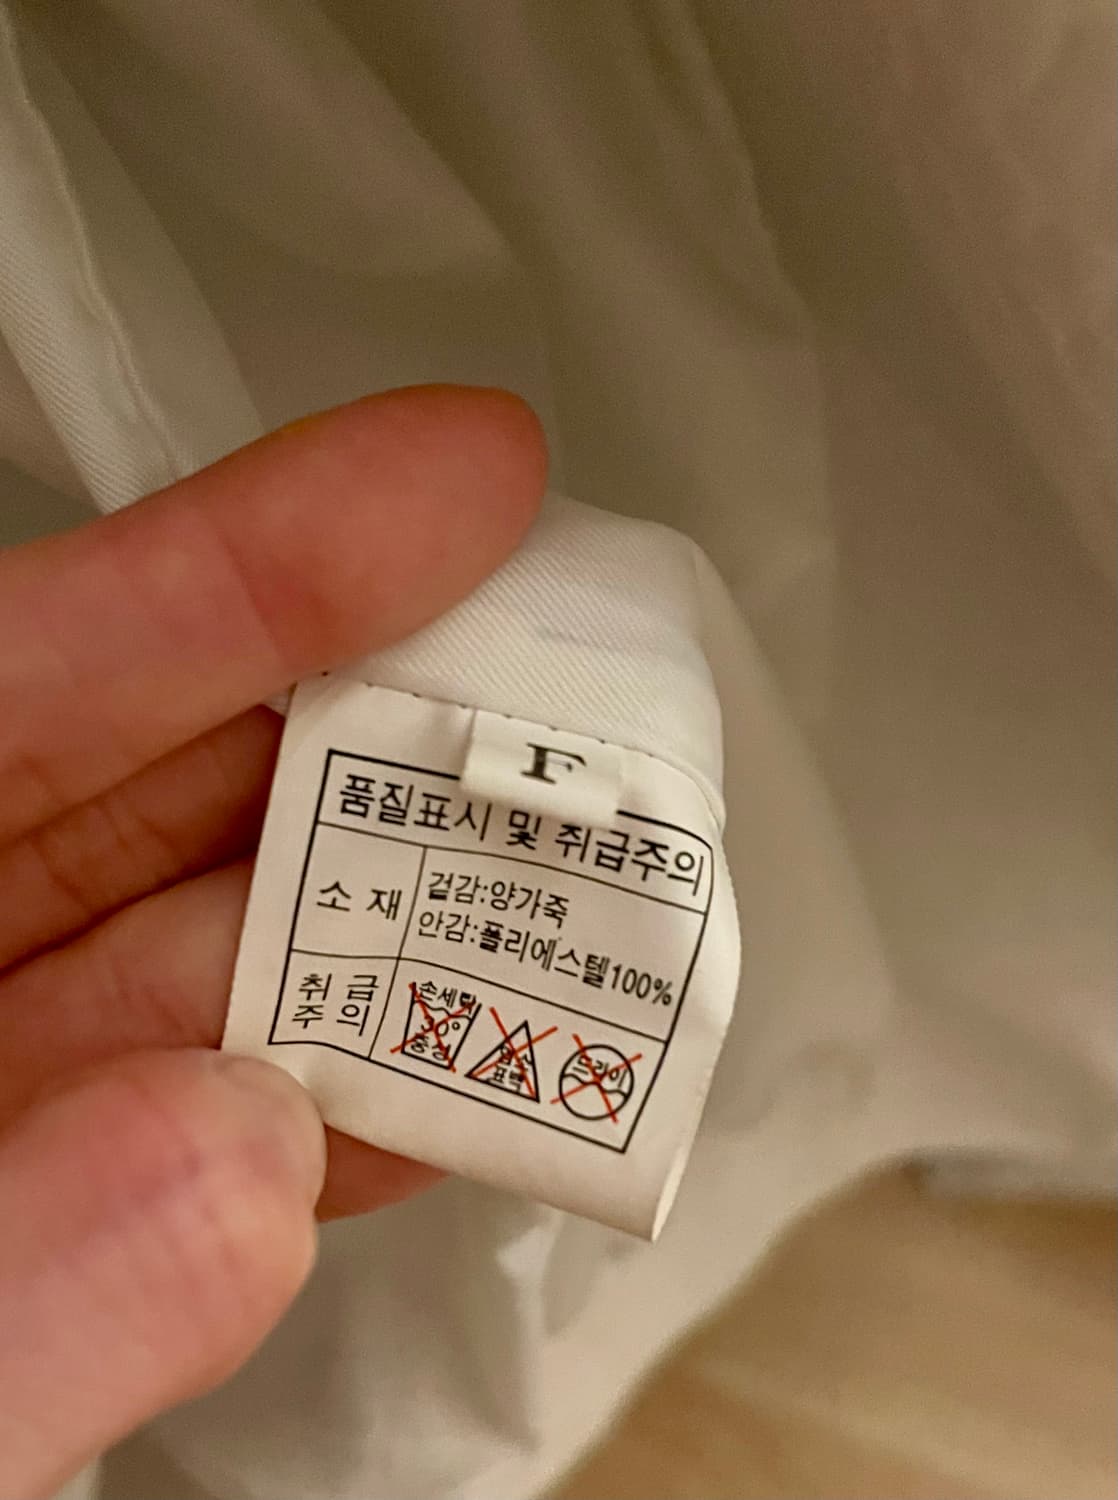 F
품질표시 및 취급주의
소 재
겉감:양가죽
안감:폴리에스텔100%
취 급
주 의
손세탁
30°
중성
염소
표백
드라이